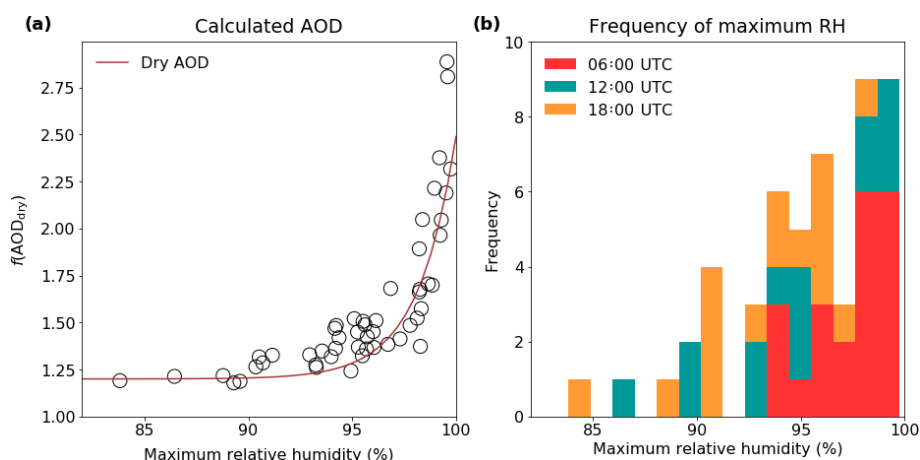 (a)
Calculated AOD
Dry AOD
2.75
2.50
2.25
2.00
1.75
1.50
1.25
1.00
f(AOD_dry)
85
90
95
100
Maximum relative humidity (%)
(b)
Frequency of maximum RH
06:00 UTC
12:00 UTC
18:00 UTC
10
8
6
4
2
0
Frequency
85
90
95
100
Maximum relative humidity (%)